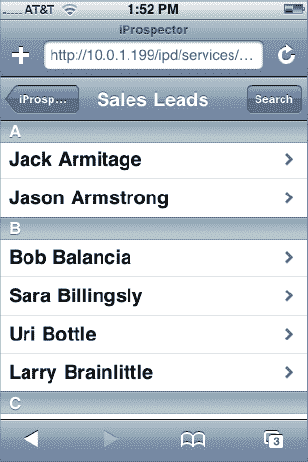 AT&T 1:52 PM
iProspector
http://10.0.1.199/ipd/services/...
iProsp... Sales Leads Search
A
Jack Armitage
Jason Armstrong
B
Bob Balancia
Sara Billingsly
Uri Bottle
Larry Brainlittle
C
3